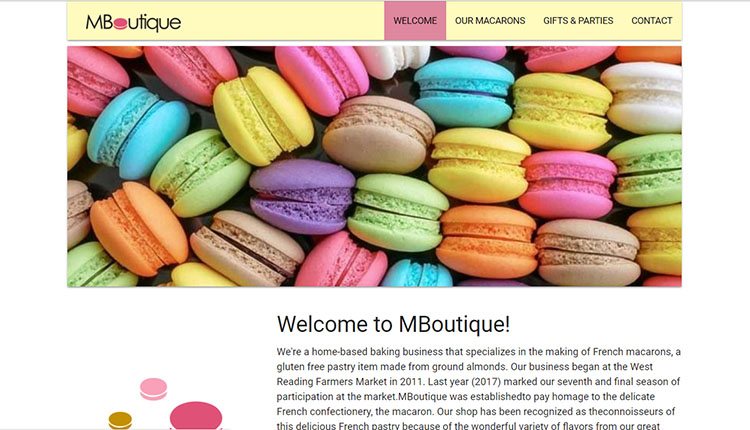 MBoutique
WELCOME
OUR MACARONS
GIFTS & PARTIES
CONTACT
Welcome to MBoutique!
We're a home-based baking business that specializes in the making of French macarons, a
gluten free pastry item made from ground almonds. Our business began at the West
Reading Farmers Market in 2011. Last year (2017) marked our seventh and final season of
participation at the market.MBoutique was establishedto pay homage to the delicate
French confectionery, the macaron. Our shop has been recognized as theconnoisseurs of
this delicious French pastry because of the wonderful variety of flavors from our great